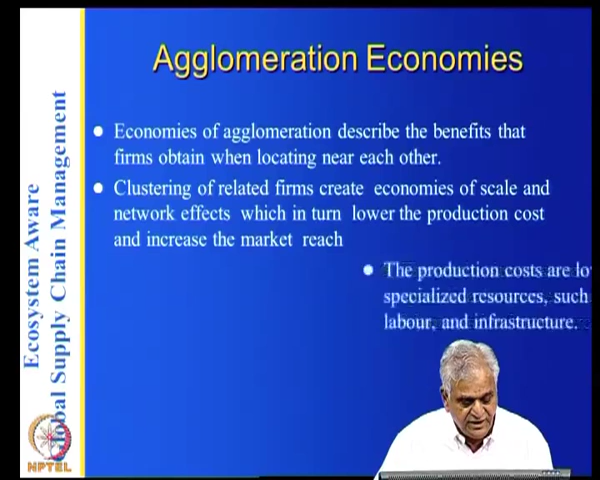 Agglomeration Economies
Economies of agglomeration describe the benefits that
firms obtain when locating near each other.
Clustering of related firms create economies of scale and
network effects which in turn lower the production cost
and increase the market reach
The production costs are
specialized resources, such
labour, and infrastructure.
Ecosystem Aware
Global Supply Chain Management
NPTEL